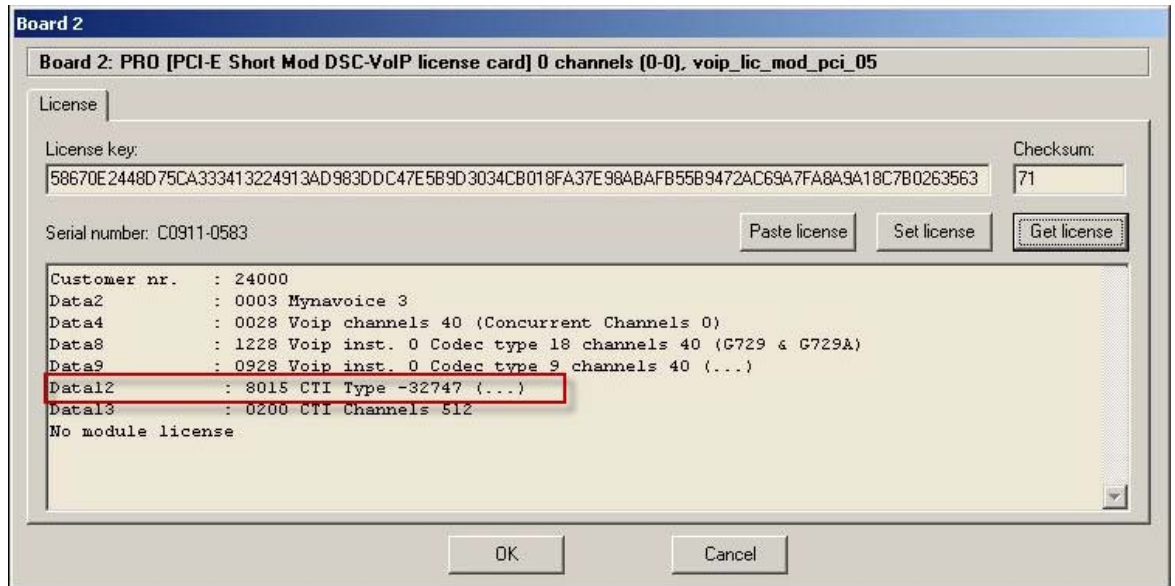 Board 2
Board 2: PRO [PCI-E Short Mod DSC-VoIP license card] 0 channels (0-0), voip_lic_mod_pci_05
License
License key:
Checksum:
58670E2448D75CA333413224913AD983DDC47E5B9D3034CB018FA37E98ABAFB55B9472AC69A7FA8A9A18C7B0263563
71
Serial number: C0911-0583
Paste license
Set license
Get license
Customer nr. : 24000
Data2 : 0003 Mynavoice 3
Data4 : 0028 Voip channels 40 (Concurrent Channels 0)
Data8 : 1228 Voip inst. 0 Codec type 18 channels 40 (G729 & G729A)
Data9 : 0928 Voip inst. 0 Codec type 9 channels 40 (...)
Data12 : 8015 CTI Type -32747 (...)
Data13 : 0200 CTI Channels 512
No module license
OK
Cancel